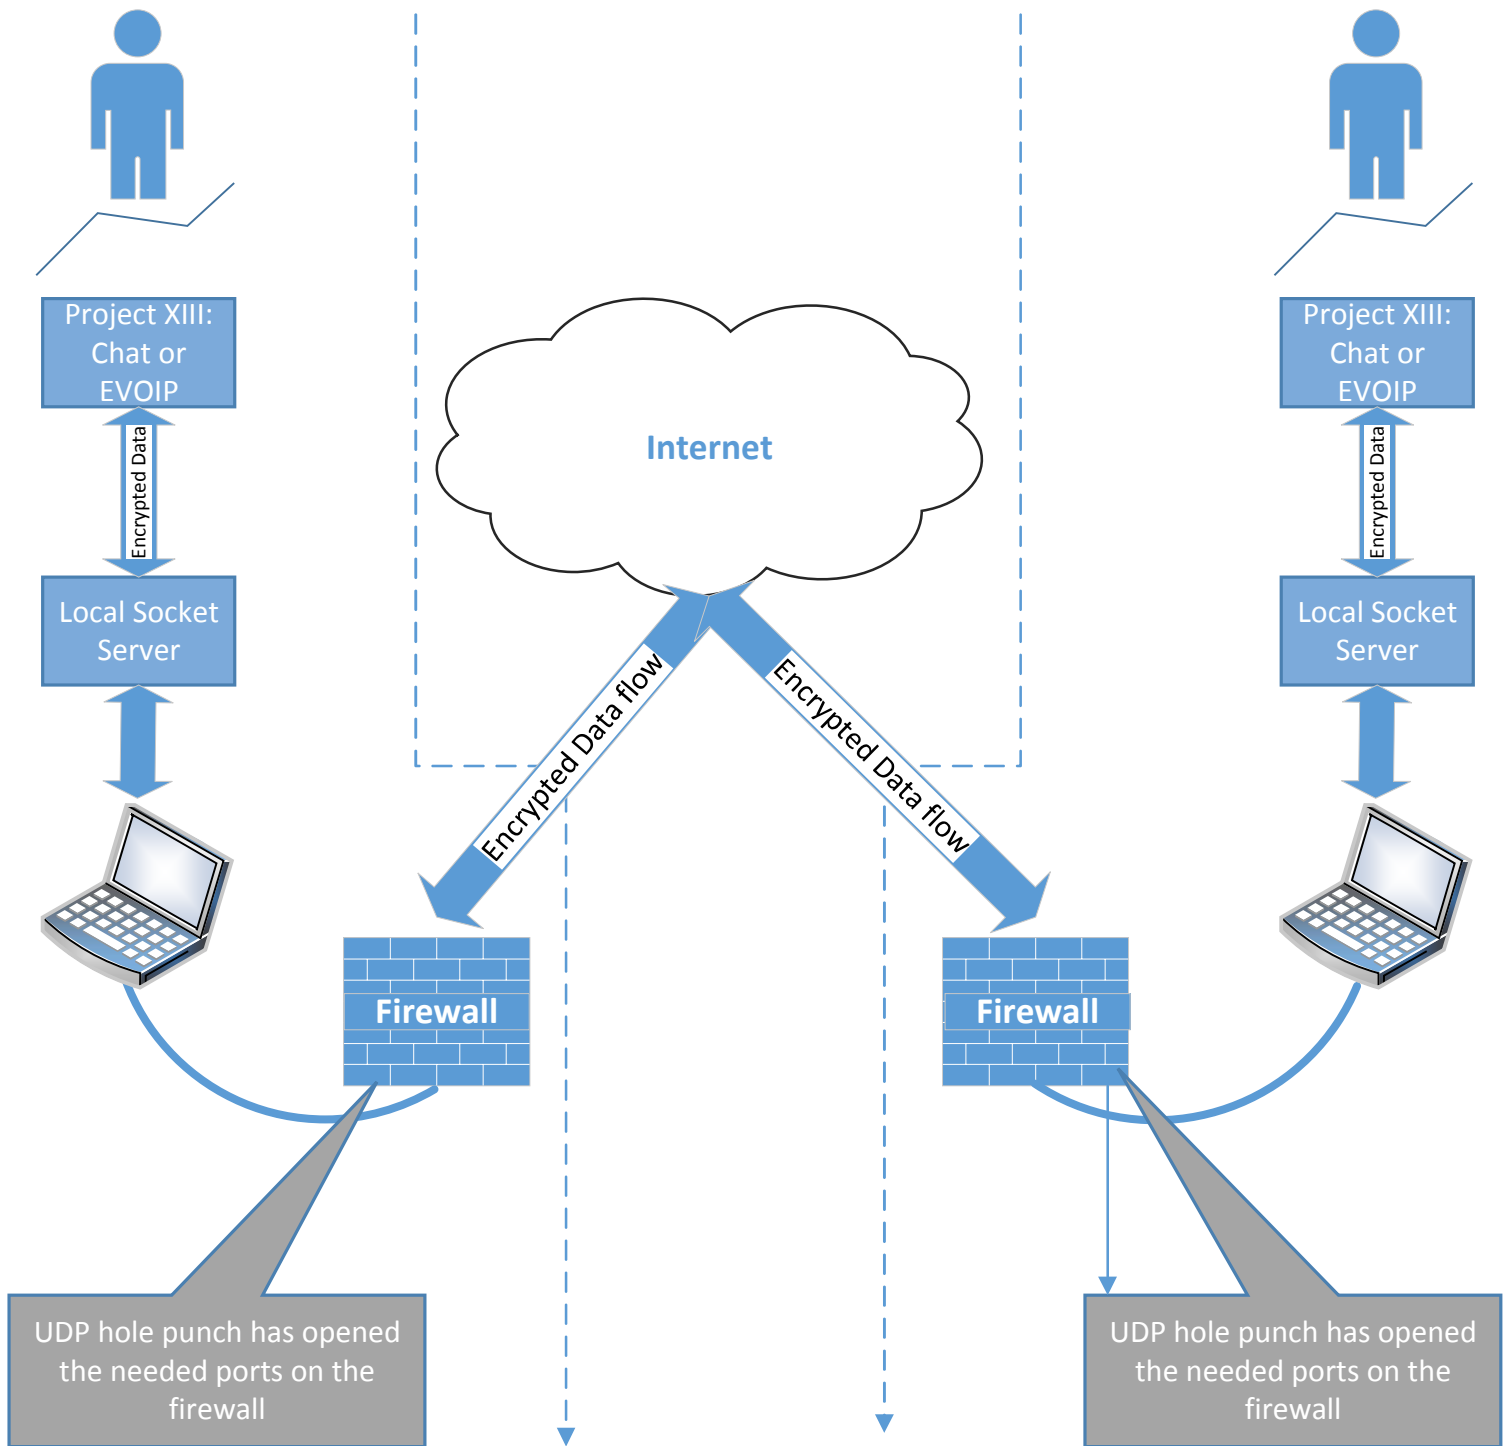 Project XIII:
Chat or
EVOIP
Project XIII:
Chat or
EVOIP
Internet
Encrypted Data
Encrypted Data
Local Socket
Server
Local Socket
Server
Encrypted Data flow
Encrypted Data flow
Firewall
Firewall
UDP hole punch has opened
the needed ports on the
firewall
UDP hole punch has opened
the needed ports on the
firewall